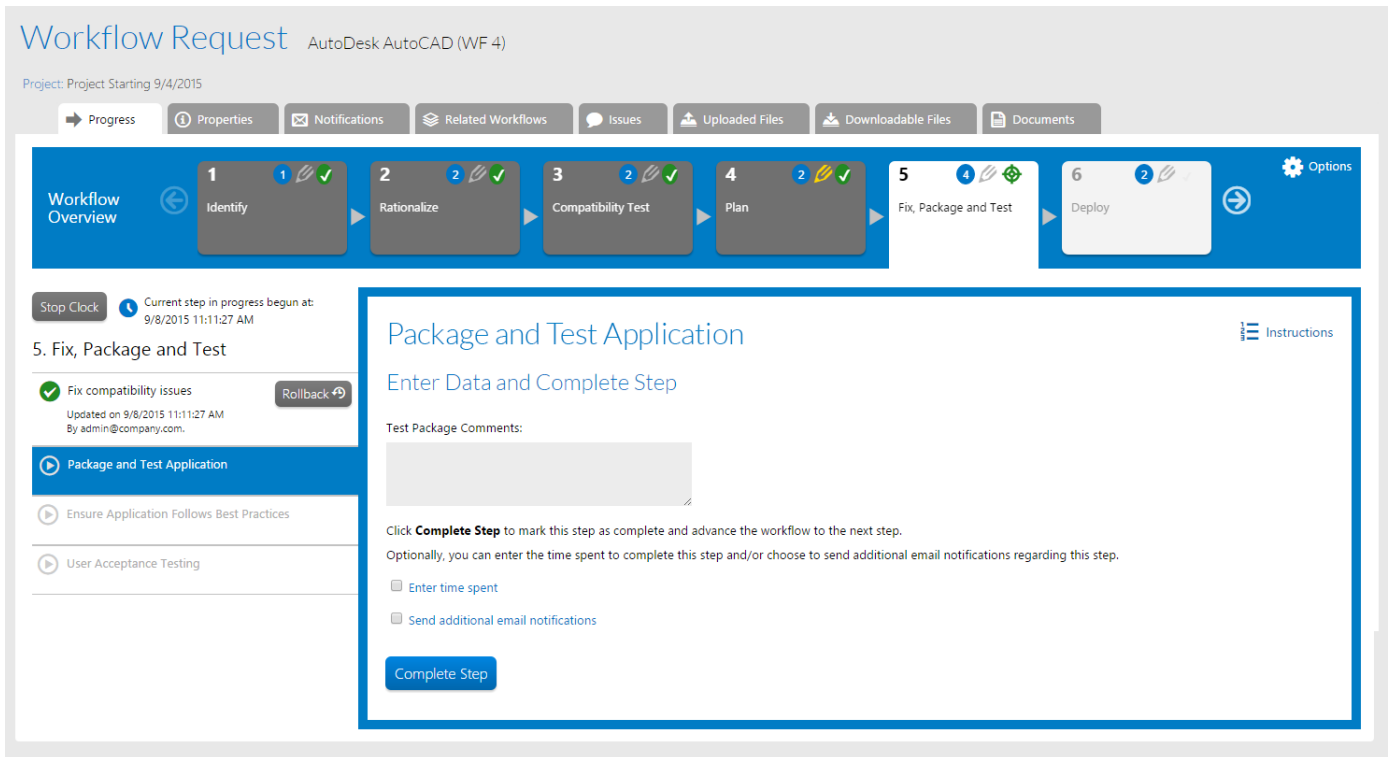 Workflow Request AutoDesk AutoCAD (WF 4)
Project: Project Starting 9/4/2015
Progress Properties Notifications Related Workflows Issues Uploaded Files Downloadable Files Documents
Workflow Overview
1 1
Identify
2 2
Rationalize
3 2
Compatibility Test
4 2
Plan
5 4
Fix, Package and Test
6 2
Deploy
Options
Stop Clock
Current step in progress begun at:
9/8/2015 11:11:27 AM
5. Fix, Package and Test
Fix compatibility issues
Rollback
Updated on 9/8/2015 11:11:27 AM
By admin@company.com.
Package and Test Application
Ensure Application Follows Best Practices
User Acceptance Testing
Package and Test Application
Instructions
Enter Data and Complete Step
Test Package Comments:
Click Complete Step to mark this step as complete and advance the workflow to the next step.
Optionally, you can enter the time spent to complete this step and/or choose to send additional email notifications regarding this step.
Enter time spent
Send additional email notifications
Complete Step